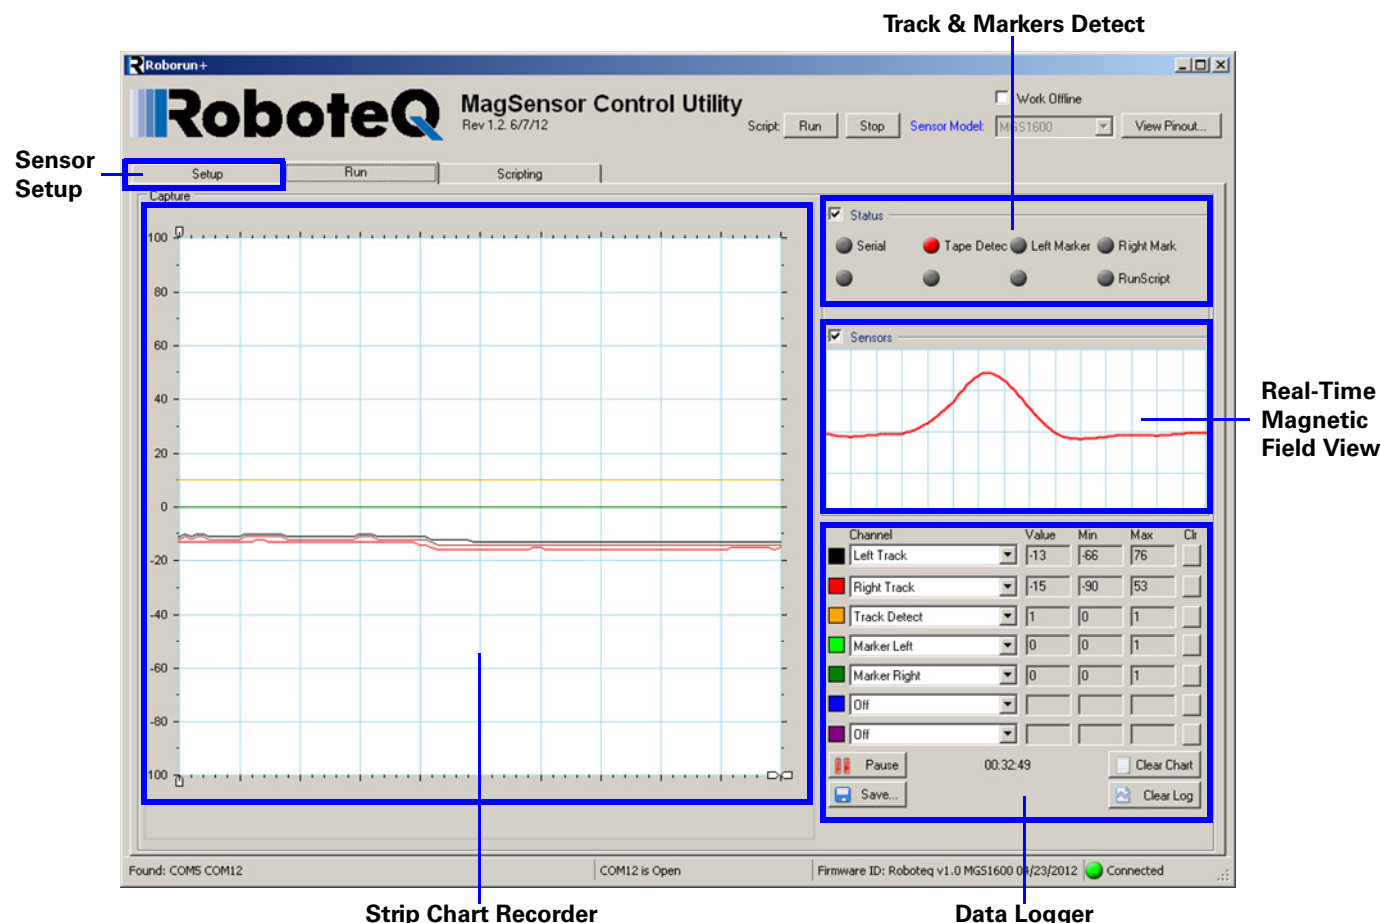 Track & Markers Detect
Roborun+
RoboteQ
MagSensor Control Utility
Rev 1.2. 6/7/12
Work Offline
Script: Run Stop Sensor Model: MGS1600 View Pinout...
Sensor
Setup
Setup Run Scripting
Capture
100
80
60
40
20
0
-20
-40
-60
-80
100
Status
Serial Tape Detec Left Marker Right Mark
RunScript
Sensors
Real-Time
Magnetic
Field View
Channel Value Min Max Clr
Left Track -13 -66 76
Right Track -15 -90 53
Track Detect 1 0 1
Marker Left 0 0 1
Marker Right 0 0 1
Off
Off
Pause 00:32:49 Clear Chart
Save... Clear Log
Found: COM5 COM12 COM12 is Open Firmware ID: Roboteq v1.0 MGS1600 04/23/2012 Connected
Strip Chart Recorder Data Logger